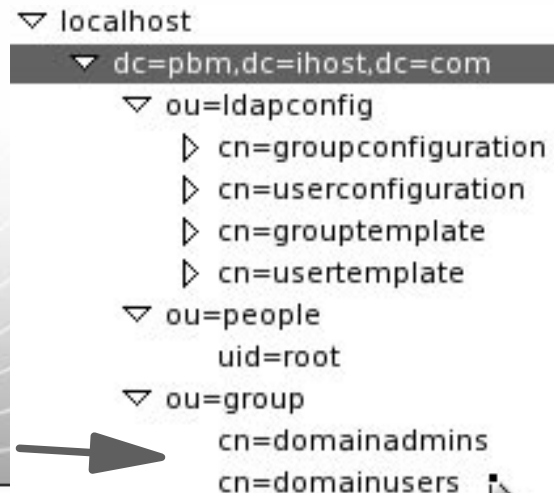 localhost
dc=pbm,dc=ihost,dc=com
ou=ldapconfig
cn=groupconfiguration
cn=userconfiguration
cn=grouptemplate
cn=usertemplate
ou=people
uid=root
ou=group
cn=domainadmins
cn=domainusers